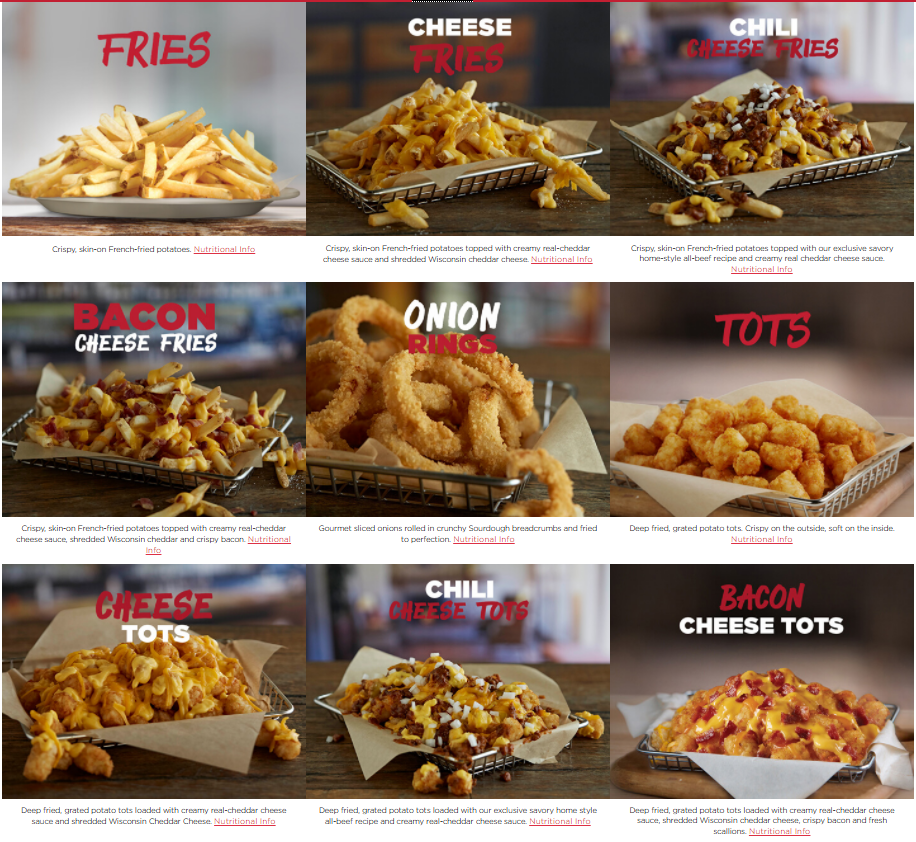 FRIES
Crispy, skin-on French-fried potatoes. Nutritional Info
CHEESE
FRIES
Crispy, skin-on French-fried potatoes topped with creamy real-cheddar
cheese sauce and shredded Wisconsin cheddar cheese. Nutritional Info
CHILI
CHEESE FRIES
Crispy, skin-on French-fried potatoes topped with our exclusive savory
home-style all-beef recipe and creamy real cheddar cheese sauce.
Nutritional Info
BACON
CHEESE FRIES
Crispy, skin-on French-fried potatoes topped with creamy real-cheddar
cheese sauce, shredded Wisconsin cheddar and crispy bacon. Nutritional
Info
ONION
RINGS
Gourmet sliced onions rolled in crunchy Sourdough breadcrumbs and fried
to perfection. Nutritional Info
TOTS
Deep fried, grated potato tots. Crispy on the outside, soft on the inside.
Nutritional Info
CHEESE
TOTS
Deep fried, grated potato tots loaded with creamy real-cheddar cheese
sauce and shredded Wisconsin Cheddar Cheese. Nutritional Info
CHILI
CHEESE TOTS
Deep fried, grated potato tots loaded with our exclusive savory home style
all-beef recipe and creamy real-cheddar cheese sauce. Nutritional Info
BACON
CHEESE TOTS
Deep fried, grated potato tots loaded with creamy real-cheddar cheese
sauce, shredded Wisconsin cheddar cheese, crispy bacon and fresh
scallions. Nutritional Info